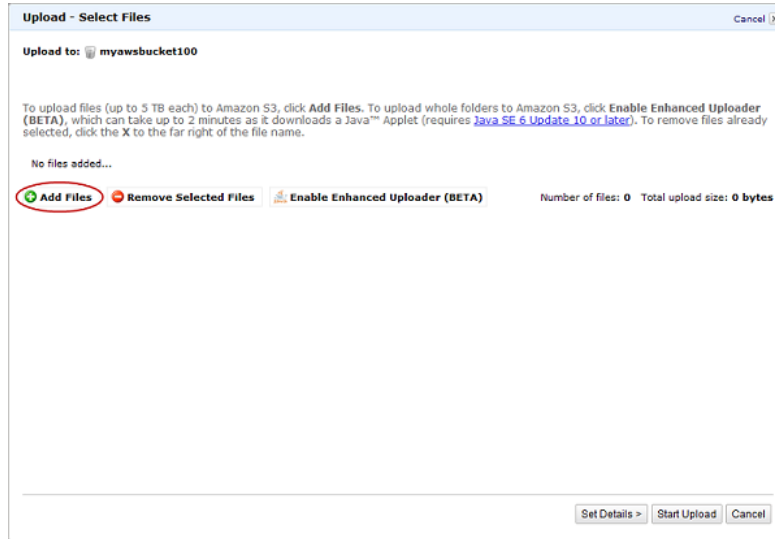 Upload - Select Files
Cancel
Upload to: myawsbucket100
To upload files (up to 5 TB each) to Amazon S3, click Add Files. To upload whole folders to Amazon S3, click Enable Enhanced Uploader
(BETA), which can take up to 2 minutes as it downloads a Java™ Applet (requires Java SE 6 Update 10 or later). To remove files already
selected, click the X to the far right of the file name.
No files added...
Add Files Remove Selected Files Enable Enhanced Uploader (BETA) Number of files: 0 Total upload size: 0 bytes
Set Details > Start Upload Cancel